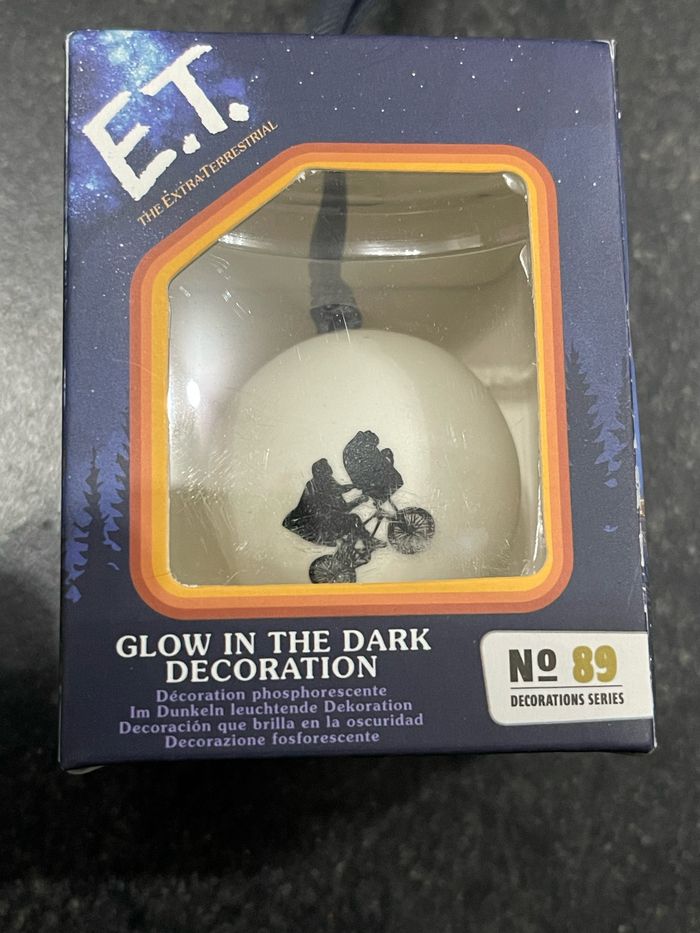 E.T.
THE EXTRA-TERRESTRIAL
GLOW IN THE DARK
DECORATION
Décoration phosphorescente
Im Dunkeln leuchtende Dekoration
Decoración que brilla en la oscuridad
Decorazione fosforescente
Nº 89
DECORATIONS SERIES